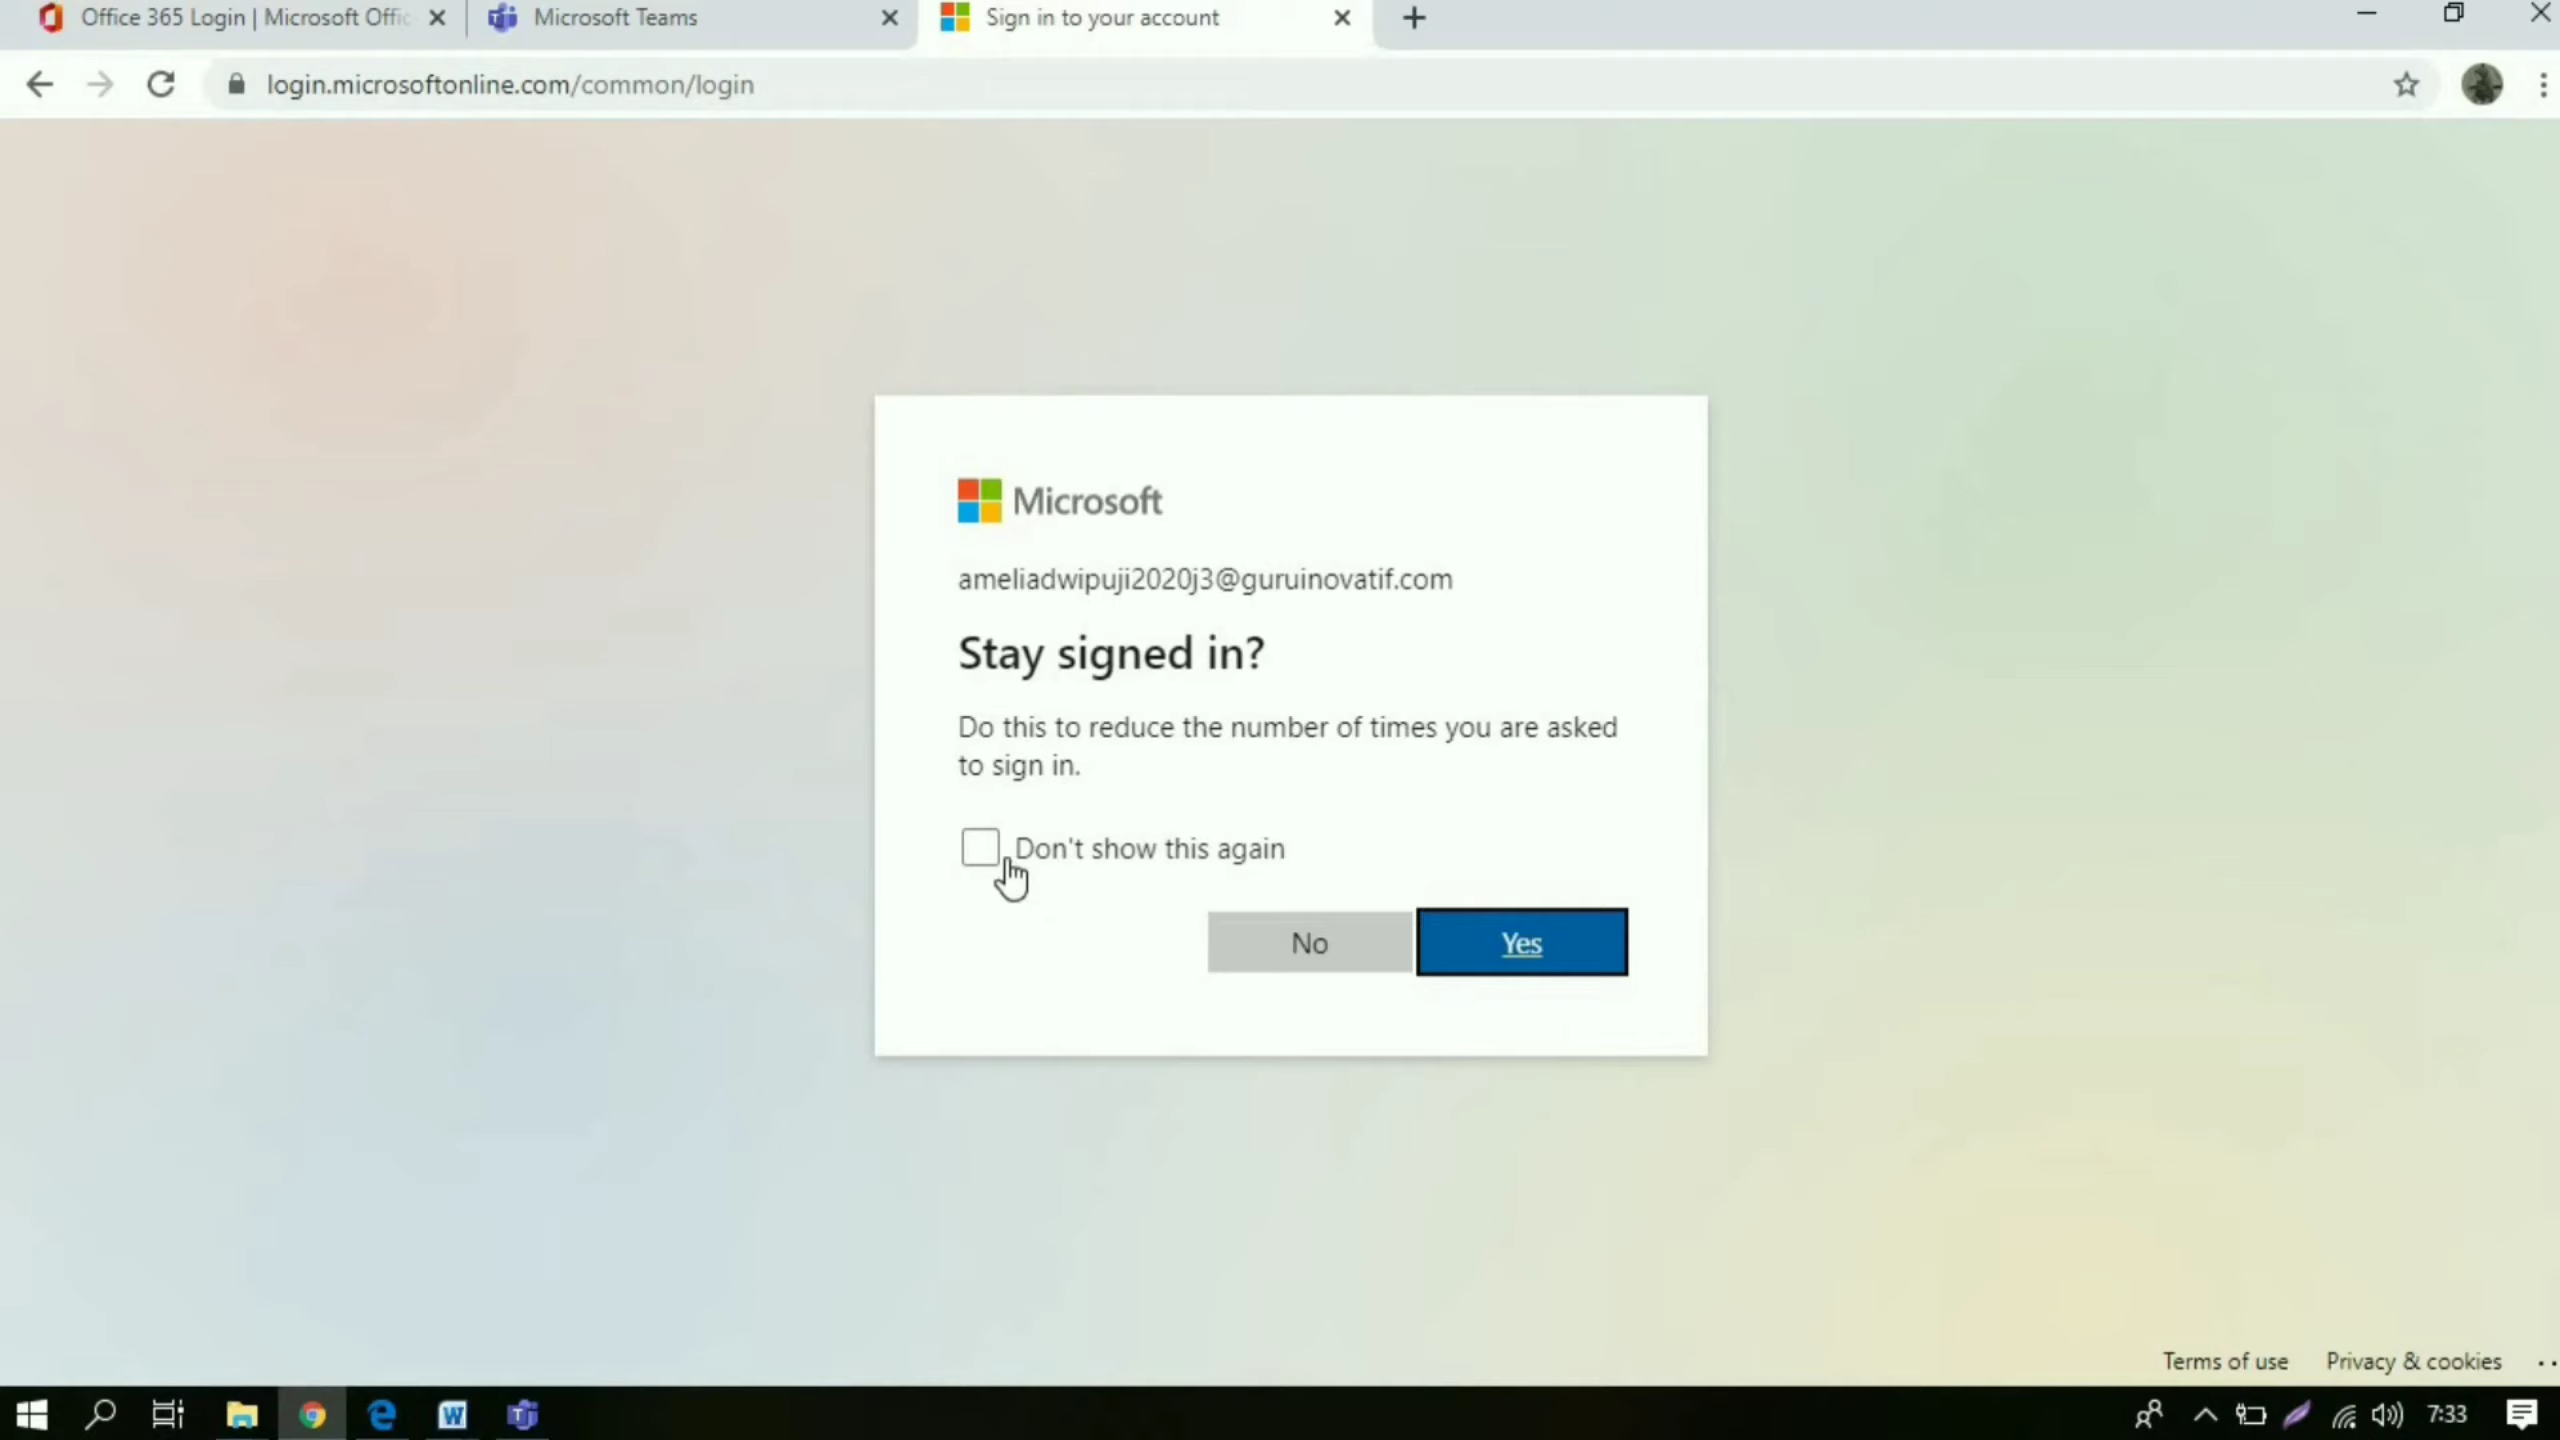 Office 365 Login | Microsoft Offic
Microsoft Teams
Sign in to your account
login.microsoftonline.com/common/login
Microsoft
ameliadwipuji2020j3@guruinovatif.com
Stay signed in?
Do this to reduce the number of times you are asked
to sign in.
Don't show this again
No
Yes
Terms of use
Privacy & cookies
7:33